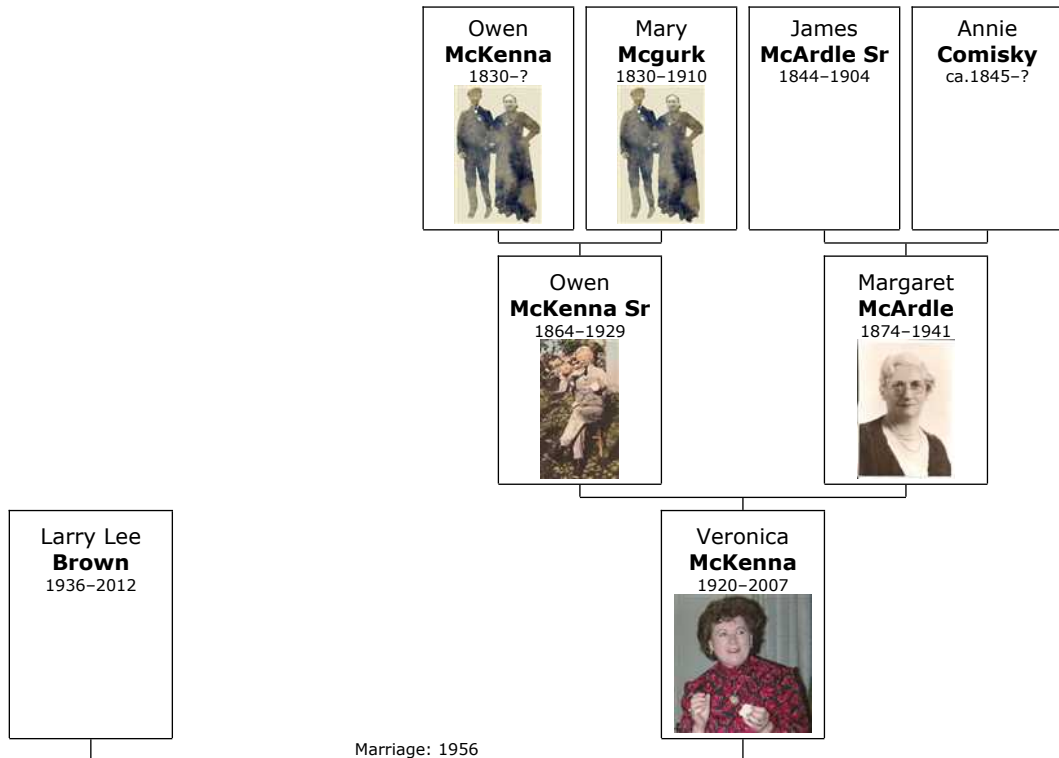 Owen
McKenna
1830–?
Mary
Mcgurk
1830–1910
James
McArdle Sr
1844–1904
Annie
Comisky
ca.1845–?
Owen
McKenna Sr
1864–1929
Margaret
McArdle
1874–1941
Larry Lee
Brown
1936–2012
Veronica
McKenna
1920–2007
Marriage: 1956